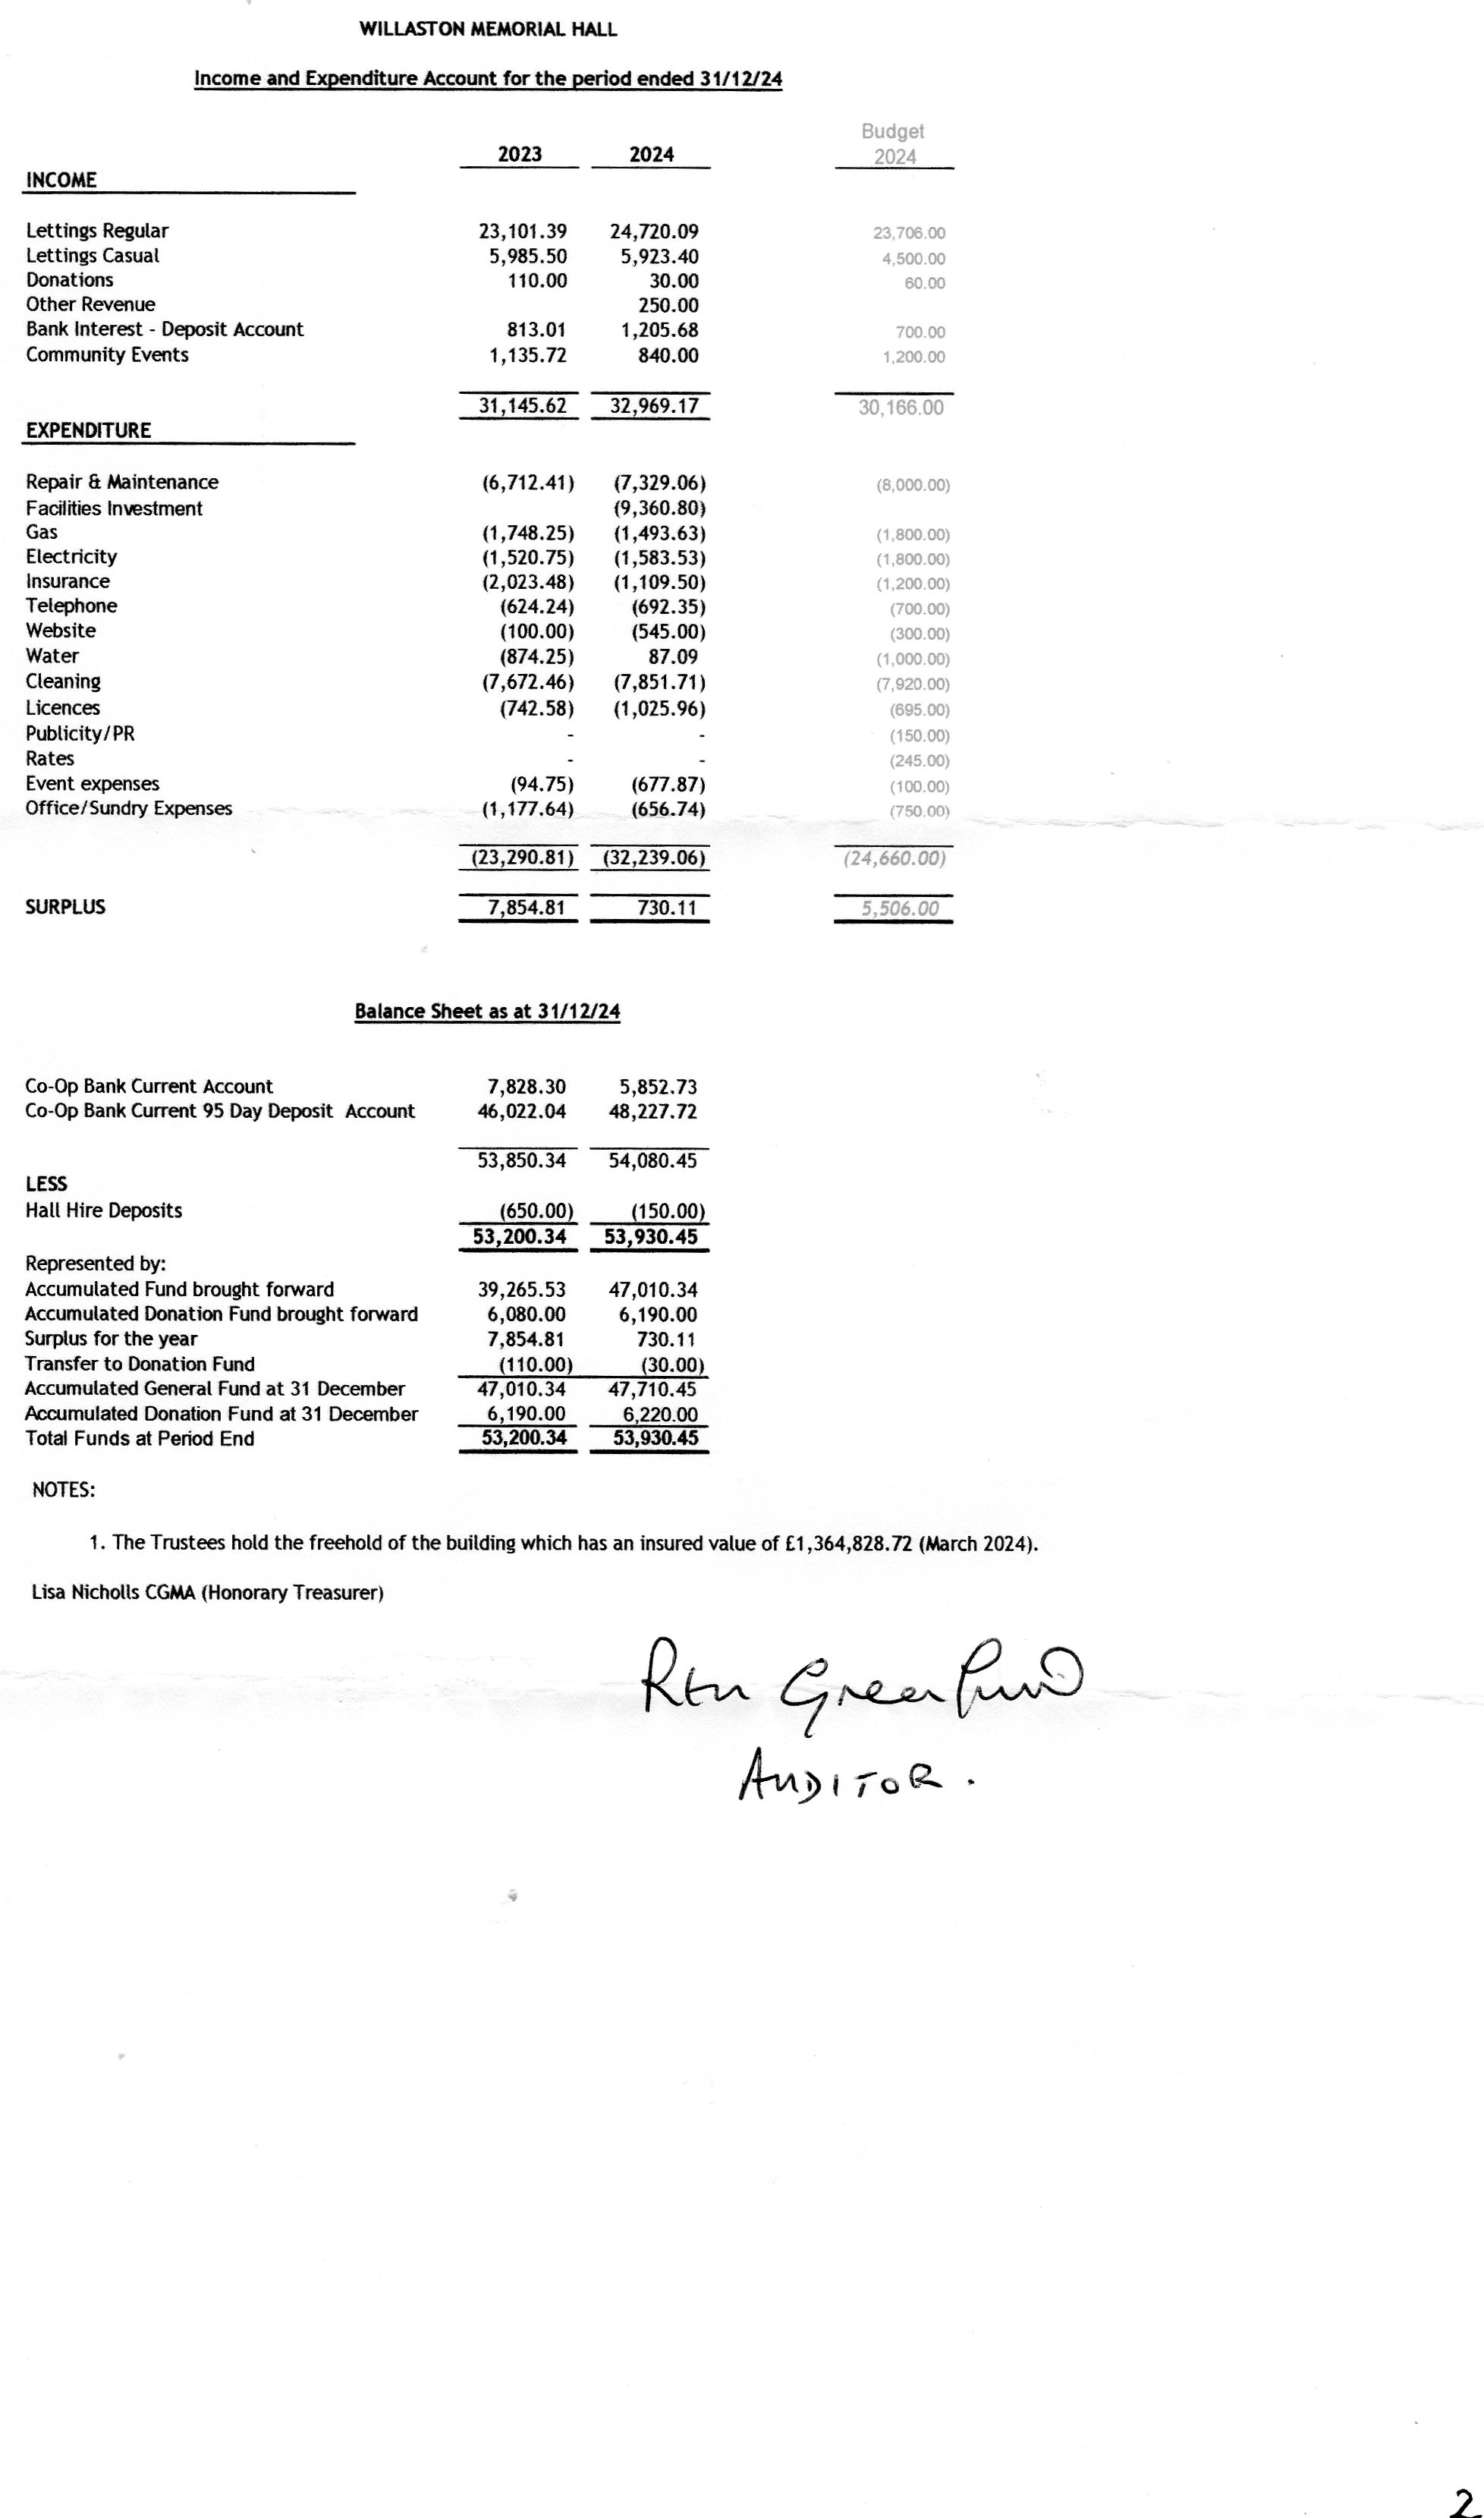 WILLASTON MEMORIAL HALL
Income and Expenditure Account for the period ended 31/12/24
Budget
2023 2024 2024
INCOME
Lettings Regular 23,101.39 24,720.09 23,706.00
Lettings Casual 5,985.50 5,923.40 4,500.00
Donations 110.00 30.00 60.00
Other Revenue 250.00
Bank Interest - Deposit Account 813.01 1,205.68 700.00
Community Events 1,135.72 840.00 1,200.00
31,145.62 32,969.17 30,166.00
EXPENDITURE
Repair & Maintenance (6,712.41) (7,329.06) (8,000.00)
Facilities Investment (9,360.80)
Gas (1,748.25) (1,493.63) (1,800.00)
Electricity (1,520.75) (1,583.53) (1,800.00)
Insurance (2,023.48) (1,109.50) (1,200.00)
Telephone (624.24) (692.35) (700.00)
Website (100.00) (545.00) (300.00)
Water (874.25) 87.09 (1,000.00)
Cleaning (7,672.46) (7,851.71) (7,920.00)
Licences (742.58) (1,025.96) (695.00)
Publicity/PR - - (150.00)
Rates - - (245.00)
Event expenses (94.75) (677.87) (100.00)
Office/Sundry Expenses (1,177.64) (656.74) (750.00)
(23,290.81) (32,239.06) (24,660.00)
SURPLUS 7,854.81 730.11 5,506.00
Balance Sheet as at 31/12/24
Co-Op Bank Current Account 7,828.30 5,852.73
Co-Op Bank Current 95 Day Deposit Account 46,022.04 48,227.72
53,850.34 54,080.45
LESS
Hall Hire Deposits (650.00) (150.00)
53,200.34 53,930.45
Represented by:
Accumulated Fund brought forward 39,265.53 47,010.34
Accumulated Donation Fund brought forward 6,080.00 6,190.00
Surplus for the year 7,854.81 730.11
Transfer to Donation Fund (110.00) (30.00)
Accumulated General Fund at 31 December 47,010.34 47,710.45
Accumulated Donation Fund at 31 December 6,190.00 6,220.00
Total Funds at Period End 53,200.34 53,930.45
NOTES:
1. The Trustees hold the freehold of the building which has an insured value of £1,364,828.72 (March 2024).
Lisa Nicholls CGMA (Honorary Treasurer)
AUDITOR.
2